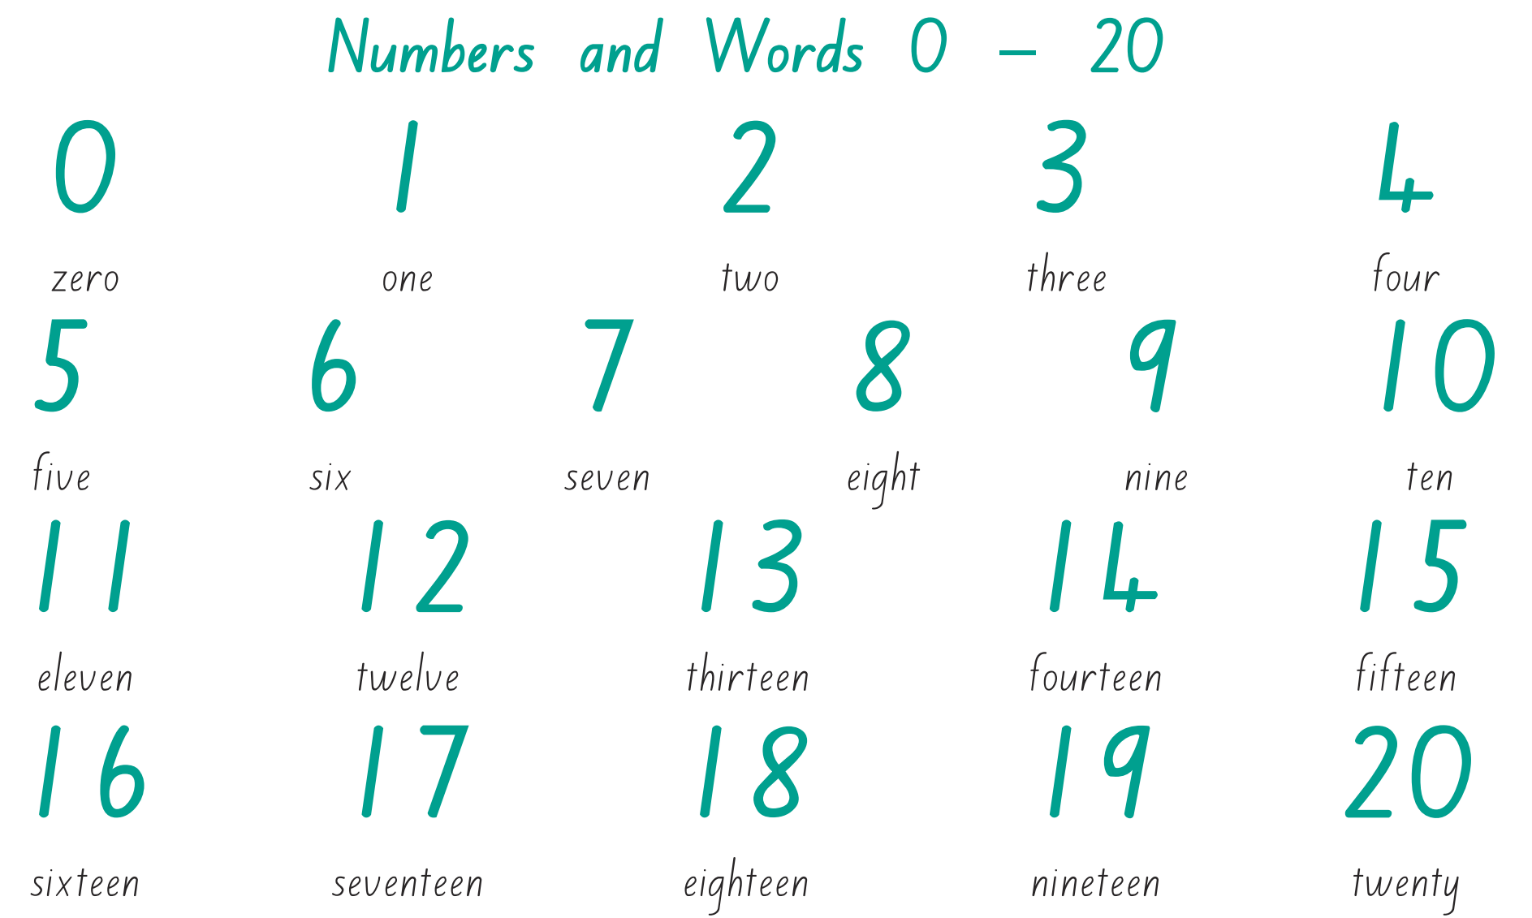 Numbers and Words 0 – 20
0 1 2 3 4
zero one two three four
5 6 7 8 9 10
five six seven eight nine ten
11 12 13 14 15
eleven twelve thirteen fourteen fifteen
16 17 18 19 20
sixteen seventeen eighteen nineteen twenty